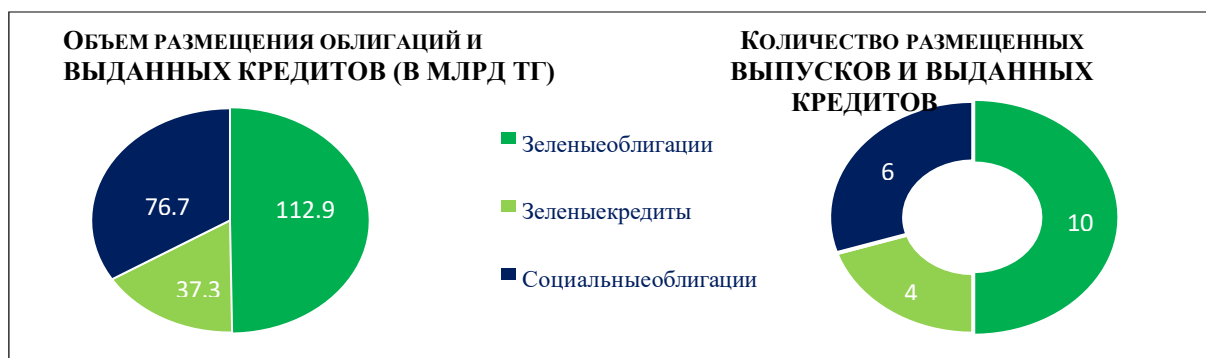 ОБЪЕМ РАЗМЕЩЕНИЯ ОБЛИГАЦИЙ И
ВЫДАННЫХ КРЕДИТОВ (В МЛРД ТГ)
76.7
112.9
37.3
Зеленыеоблигации
Зеленыекредиты
Социальныеоблигации
КОЛИЧЕСТВО РАЗМЕЩЕННЫХ
ВЫПУСКОВ И ВЫДАННЫХ
КРЕДИТОВ
6
10
4